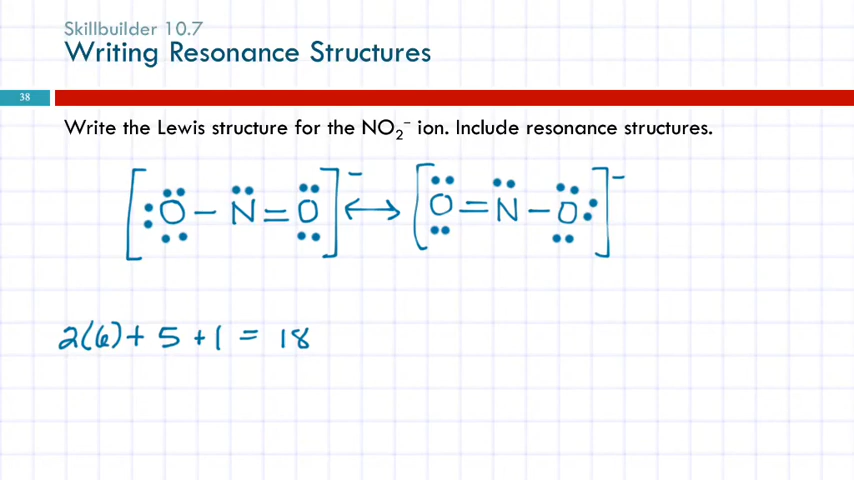 Skillbuilder 10.7
Writing Resonance Structures
38
Write the Lewis structure for the NO₂⁻ ion. Include resonance structures.
[:O − N = O]⁻ ↔ [O = N − O:]⁻
2(6) + 5 + 1 = 18